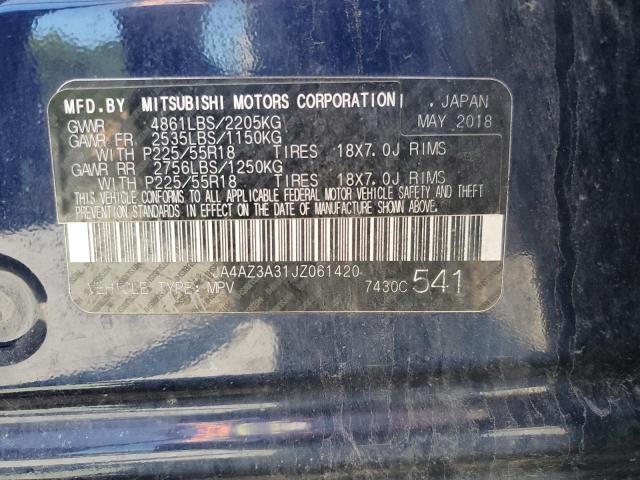 MFD.BY MITSUBISHI MOTORS CORPORATION . JAPAN
GVWR 4861LBS/2205KG MAY 2018
GAWR FR 2535LBS/1150KG
WITH P225/55R18 TIRES 18X7.0J RIMS
GAWR RR 2756LBS/1250KG
WITH P225/55R18 TIRES 18X7.0J RIMS
THIS VEHICLE CONFORMS TO ALL APPLICABLE FEDERAL MOTOR VEHICLE SAFETY AND THEFT
PREVENTION STANDARDS IN EFFECT ON THE DATE OF MANUFACTURE SHOWN ABOVE.
JA4AZ3A31JZ061420
VEHICLE TYPE: MPV 7430C 541